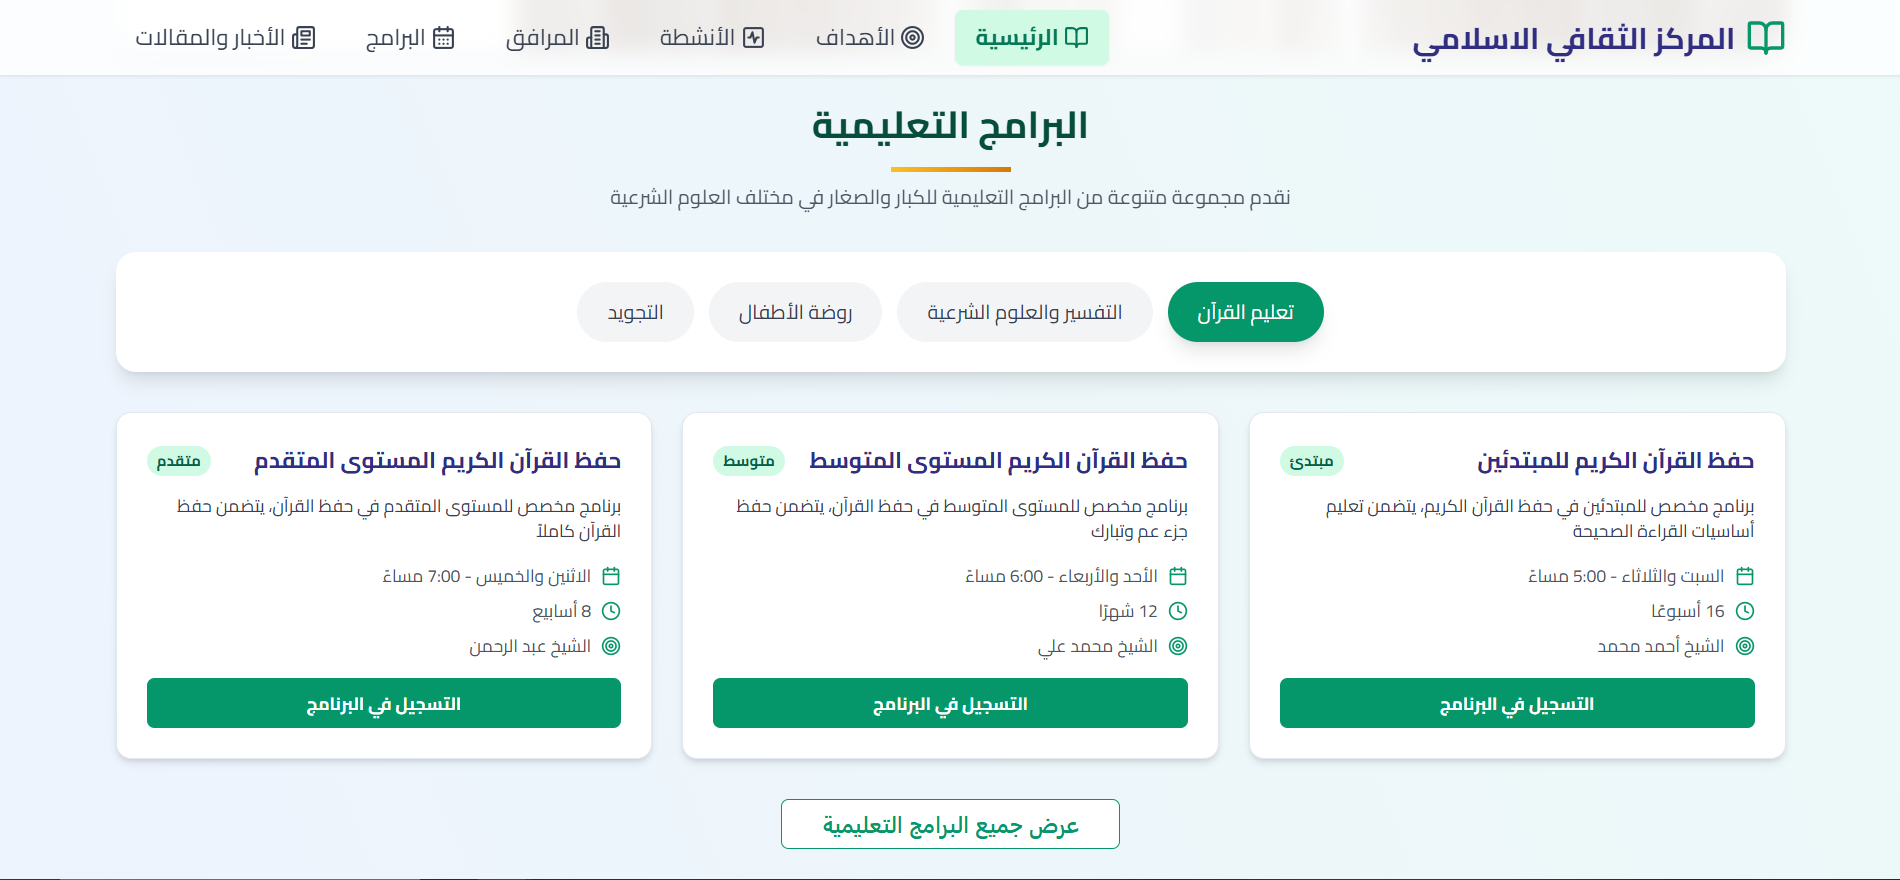 المركز الثقافي الاسلامي
الرئيسية
الأهداف
الأنشطة
المرافق
البرامج
الأخبار والمقالات
البرامج التعليمية
نقدم مجموعة متنوعة من البرامج التعليمية للكبار والصغار في مختلف العلوم الشرعية
تعليم القرآن
التفسير والعلوم الشرعية
روضة الأطفال
التجويد
حفظ القرآن الكريم للمبتدئين
مبتدئ
برنامج مخصص للمبتدئين في حفظ القرآن الكريم، يتضمن تعليم
أساسيات القراءة الصحيحة
السبت والثلاثاء - 5:00 مساءً
16 أسبوعًا
الشيخ أحمد محمد
التسجيل في البرنامج
حفظ القرآن الكريم المستوى المتوسط
متوسط
برنامج مخصص للمستوى المتوسط في حفظ القرآن، يتضمن حفظ
جزء عم وتبارك
الأحد والأربعاء - 6:00 مساءً
12 شهرًا
الشيخ محمد علي
التسجيل في البرنامج
حفظ القرآن الكريم المستوى المتقدم
متقدم
برنامج مخصص للمستوى المتقدم في حفظ القرآن، يتضمن حفظ
القرآن كاملاً
الاثنين والخميس - 7:00 مساءً
8 أسابيع
الشيخ عبد الرحمن
التسجيل في البرنامج
عرض جميع البرامج التعليمية